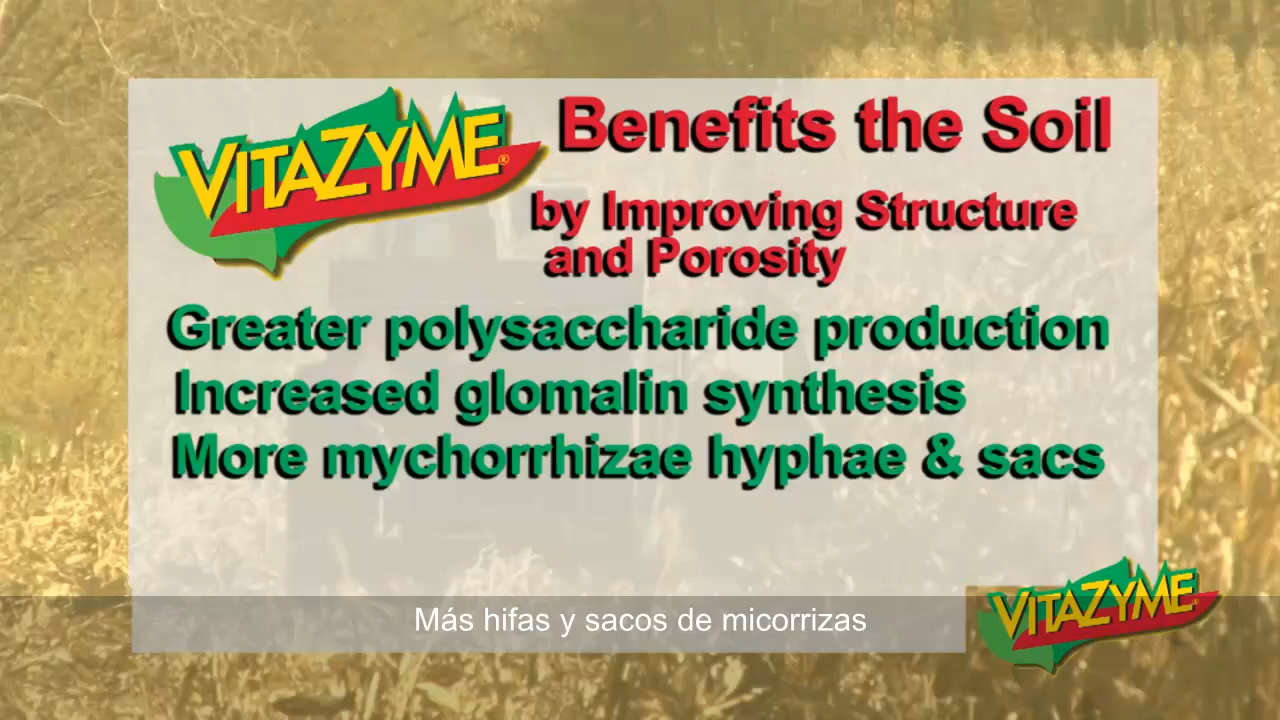 VITAZYME®
Benefits the Soil
by Improving Structure
and Porosity
Greater polysaccharide production
Increased glomalin synthesis
More mychorrhizae hyphae & sacs
Más hifas y sacos de micorrizas
VITAZYME®